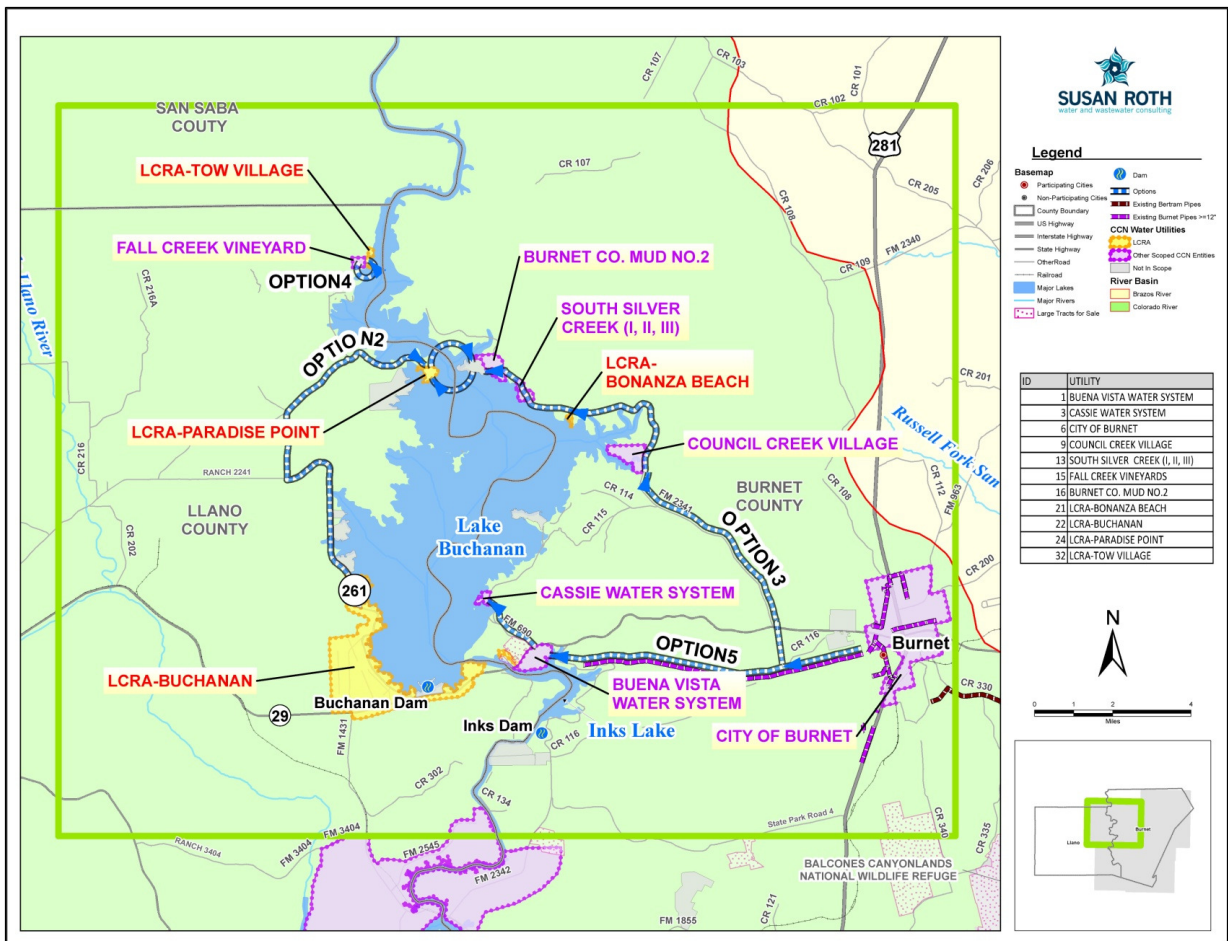 SAN SABA
COUTY
CR 107
CR 103
CR 101
CR 102
281
CR 206
CR 205
CR 107
CR 108
FM 2340
CR 109
LCRA-TOW VILLAGE
FALL CREEK VINEYARD
OPTION4
BURNET CO. MUD NO.2
CR 216A
Llano River
SOUTH SILVER
CREEK (I, II, III)
OPTION2
LCRA-
BONANZA BEACH
CR 201
LCRA-PARADISE POINT
Russell Fork San
COUNCIL CREEK VILLAGE
CR 216
RANCH 2241
CR 114
FM 2341
CR 108
CR 112
FM 963
LLANO
COUNTY
BURNET
COUNTY
CR 115
Lake
Buchanan
OPTION3
CR 202
CR 200
261
CASSIE WATER SYSTEM
FM 690
CR 116
Burnet
OPTION5
LCRA-BUCHANAN
Buchanan Dam
BUENA VISTA
WATER SYSTEM
CR 330
29
Inks Dam
Inks Lake
CITY OF BURNET
FM 1431
CR 116
CR 302
CR 134
State Park Road 4
CR 340
CR 335
FM 3404
RANCH 3404
FM 3404
FM 2545
FM 2342
BALCONES CANYONLANDS
NATIONAL WILDLIFE REFUGE
CR 121
FM 1855
SUSAN ROTH
water and wastewater consulting
Legend
Basemap
Participating Cities
Non-Participating Cities
County Boundary
US Highway
Interstate Highway
State Highway
OtherRoad
Railroad
Major Lakes
Major Rivers
Large Tracts for Sale
Dam
Options
Existing Bertram Pipes
Existing Burnet Pipes >=12"
CCN Water Utilities
LCRA
Other Scoped CCN Entities
Not In Scope
River Basin
Brazos River
Colorado River
ID UTILITY
1 BUENA VISTA WATER SYSTEM
3 CASSIE WATER SYSTEM
6 CITY OF BURNET
9 COUNCIL CREEK VILLAGE
13 SOUTH SILVER CREEK (I, II, III)
15 FALL CREEK VINEYARDS
16 BURNET CO. MUD NO.2
21 LCRA-BONANZA BEACH
22 LCRA-BUCHANAN
24 LCRA-PARADISE POINT
32 LCRA-TOW VILLAGE
N
0 1 2 4
Miles
Burnet
Llano